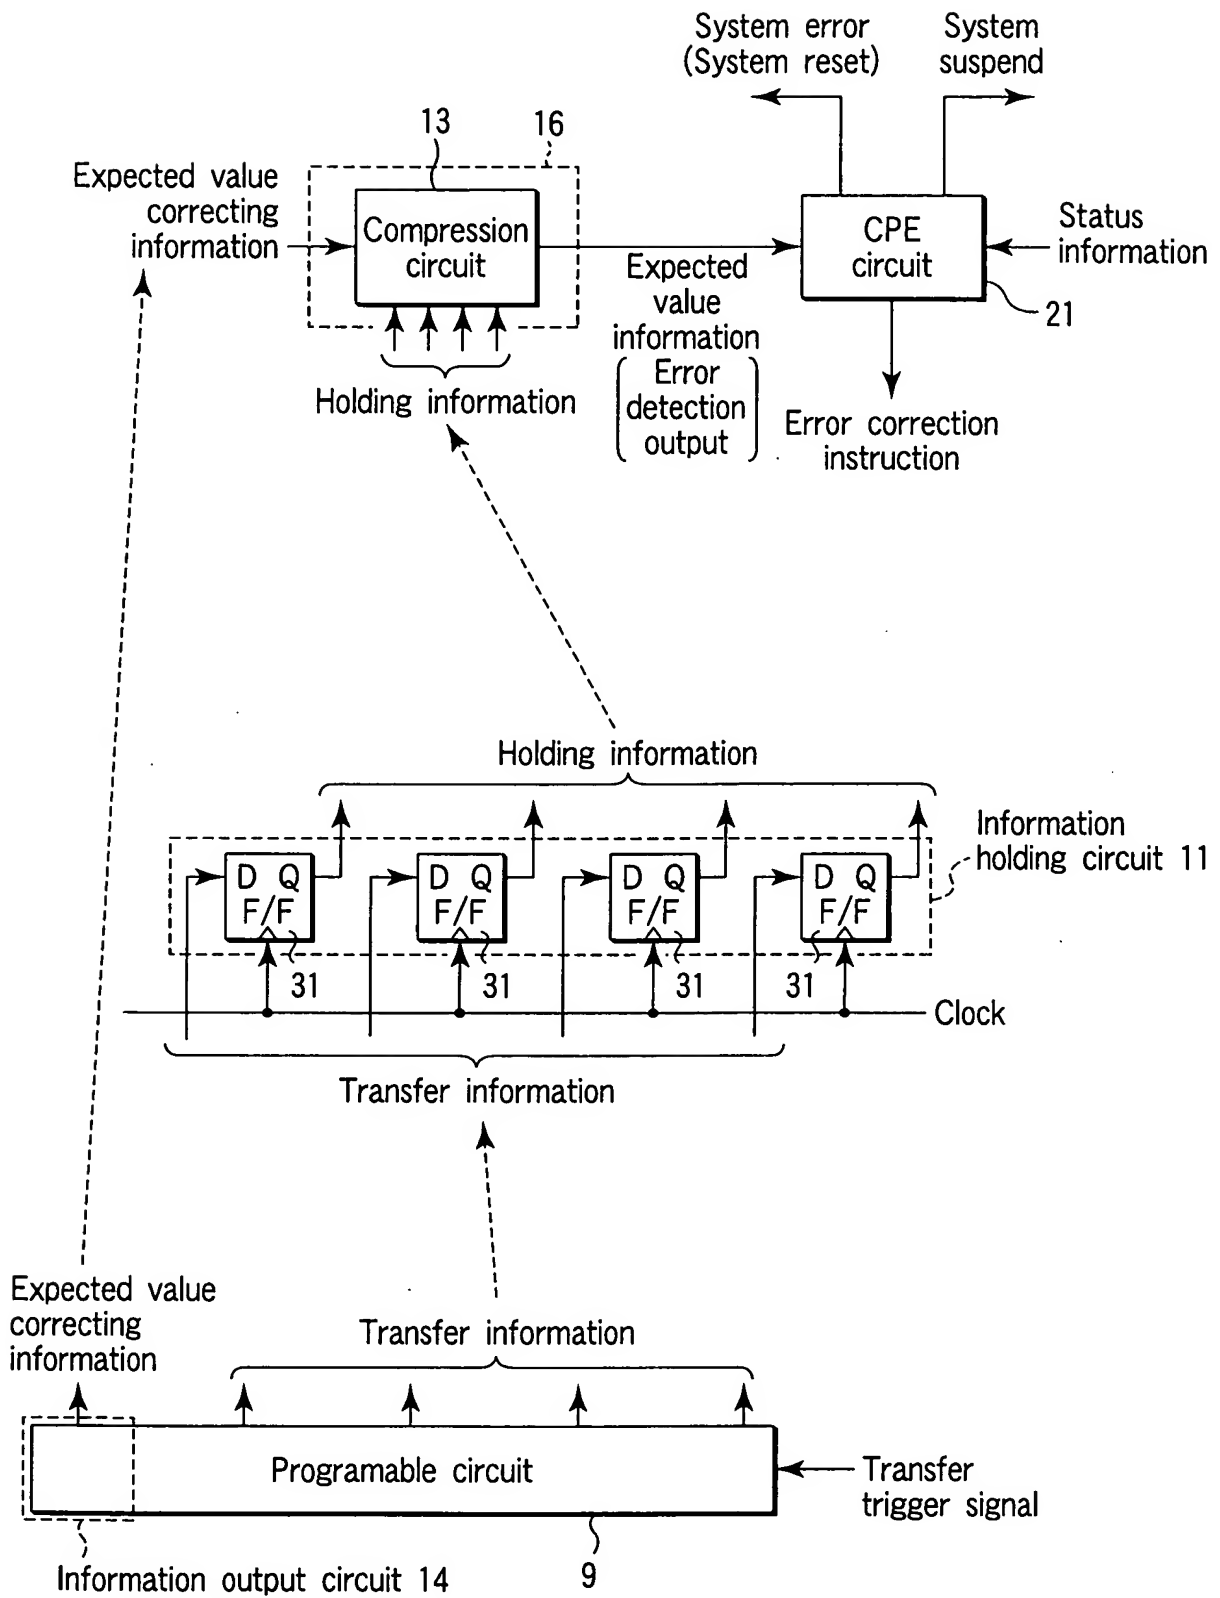 System error
(System reset)
System
suspend
13
16
Expected value
correcting
information
Compression
circuit
CPE
circuit
Status
information
21
Expected
value
information
Error
detection
output
Holding information
Error correction
instruction
Holding information
Information
holding circuit 11
D Q
F/F
D Q
F/F
D Q
F/F
D Q
F/F
31
31
31
31
Clock
Transfer information
Expected value
correcting
information
Transfer information
Programable circuit
Transfer
trigger signal
Information output circuit 14
9